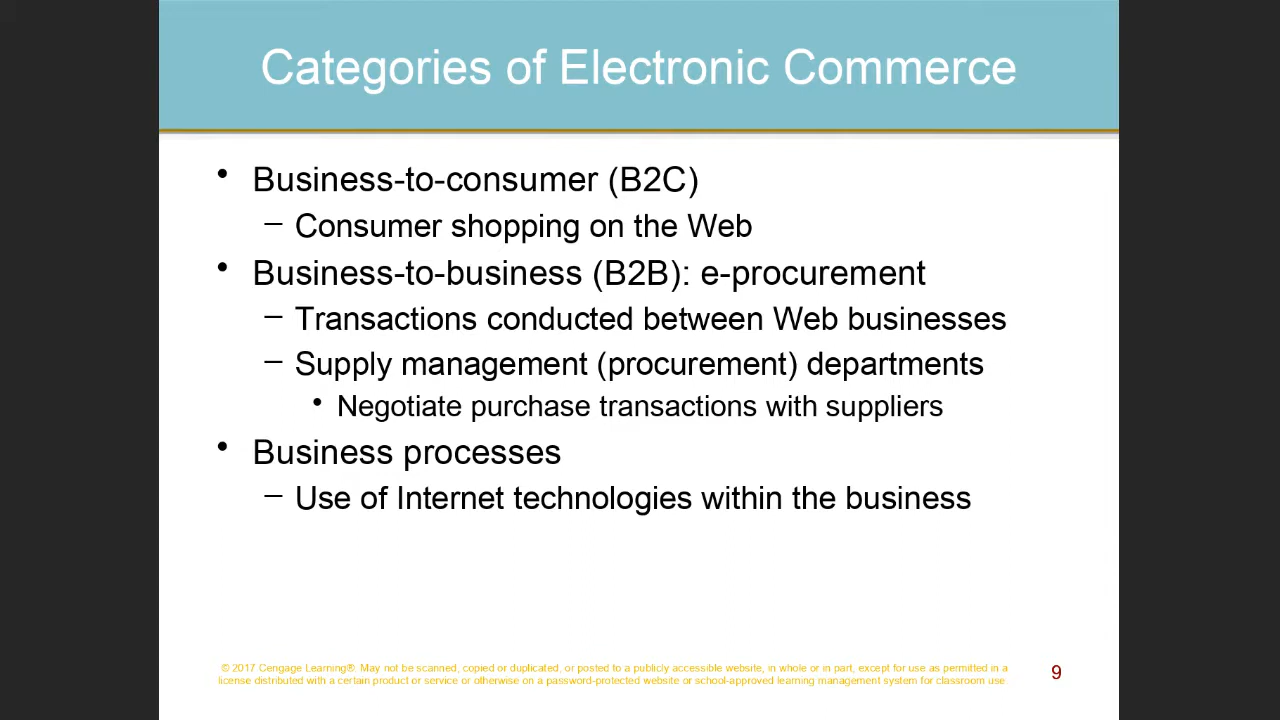 Categories of Electronic Commerce
• Business-to-consumer (B2C)
– Consumer shopping on the Web
• Business-to-business (B2B): e-procurement
– Transactions conducted between Web businesses
– Supply management (procurement) departments
• Negotiate purchase transactions with suppliers
• Business processes
– Use of Internet technologies within the business
© 2017 Cengage Learning®. May not be scanned, copied or duplicated, or posted to a publicly accessible website, in whole or in part, except for use as permitted in a
license distributed with a certain product or service or otherwise on a password-protected website or school-approved learning management system for classroom use.
9